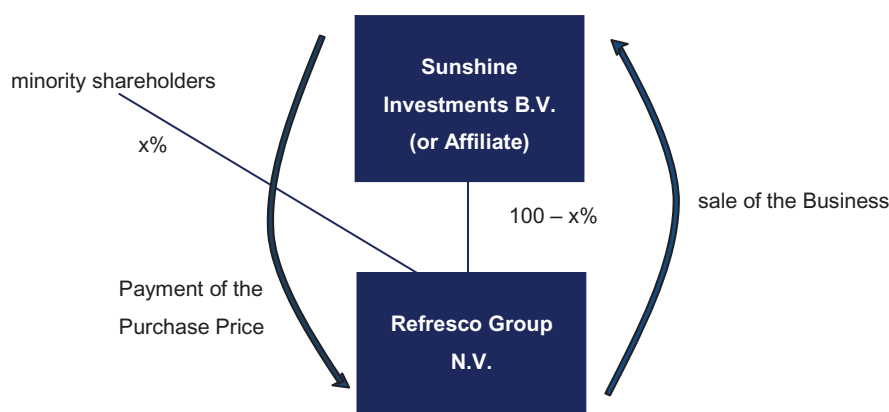 Sunshine
Investments B.V.
(or Affiliate)
minority shareholders
x%
sale of the Business
100 – x%
Payment of the
Purchase Price
Refresco Group
N.V.